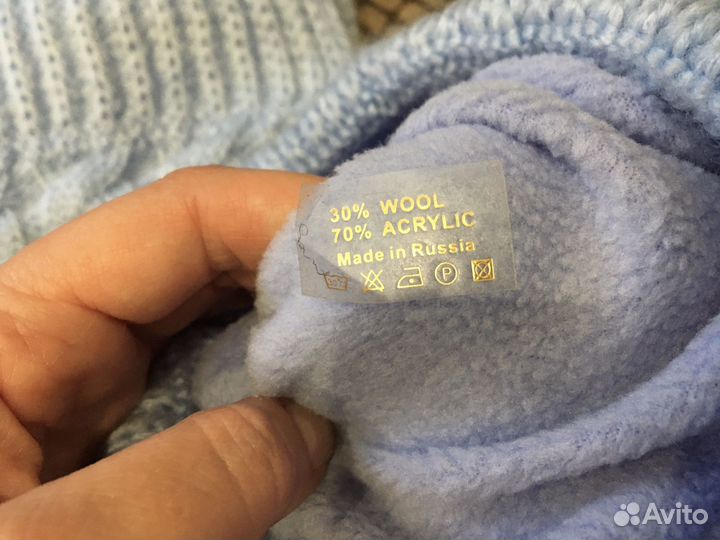 30% WOOL
70% ACRYLIC
Made in Russia
P
Avito